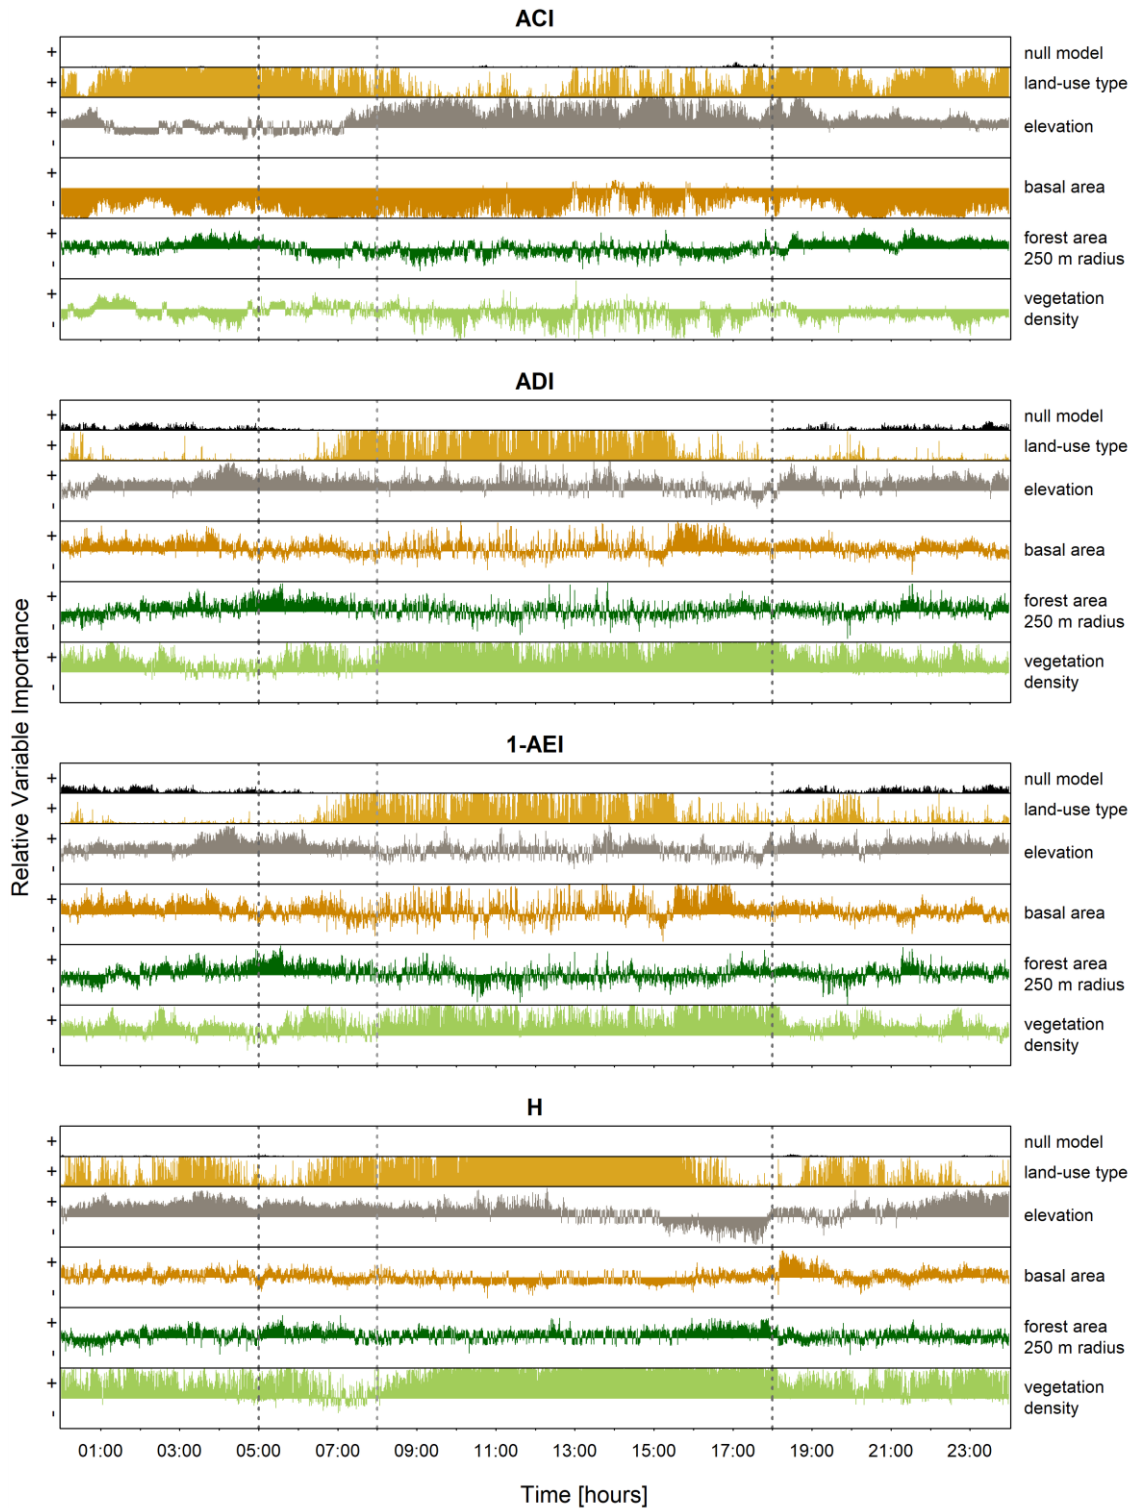 ACI
+
null model
+
land-use type
+
-
elevation
+
-
basal area
+
-
forest area
250 m radius
+
-
vegetation
density
ADI
+
null model
+
land-use type
+
-
elevation
+
-
basal area
+
-
forest area
250 m radius
+
-
vegetation
density
Relative Variable Importance
1-AEI
+
null model
+
land-use type
+
-
elevation
+
-
basal area
+
-
forest area
250 m radius
+
-
vegetation
density
H
+
null model
+
land-use type
+
-
elevation
+
-
basal area
+
-
forest area
250 m radius
+
-
vegetation
density
01:00 03:00 05:00 07:00 09:00 11:00 13:00 15:00 17:00 19:00 21:00 23:00
Time [hours]